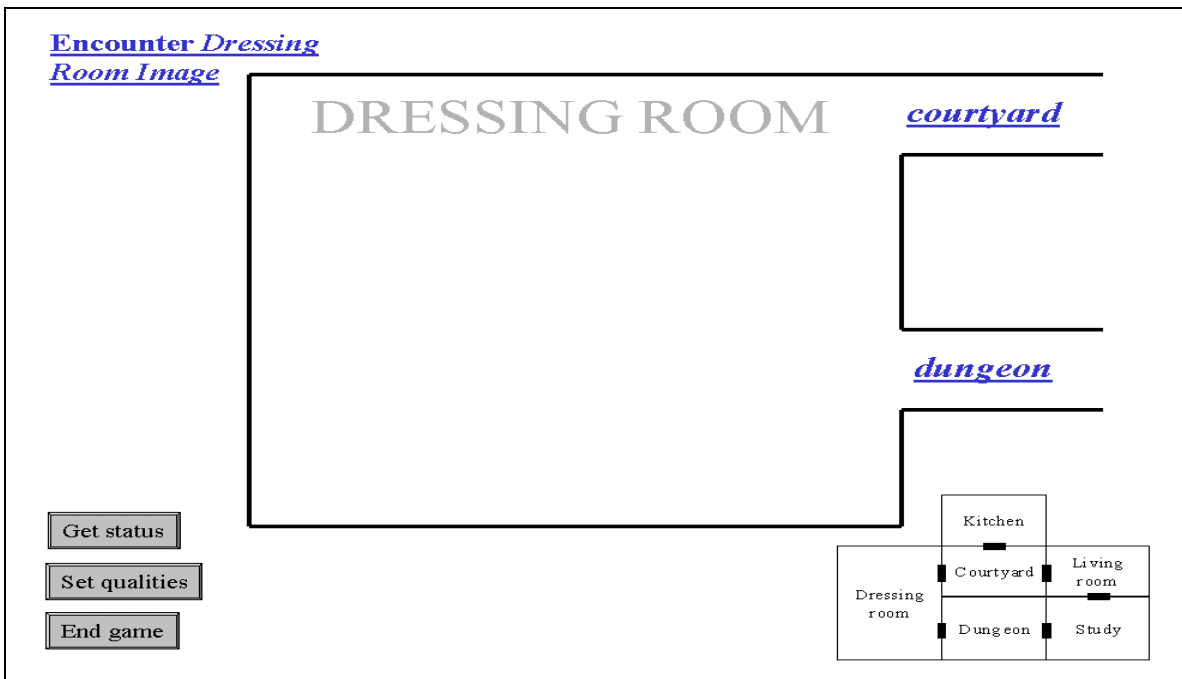 Encounter Dressing
Room Image
DRESSING ROOM
courtyard
dungeon
Get status
Set qualities
End game
Kitchen
Courtyard
Living
room
Dressing
room
Dungeon
Study